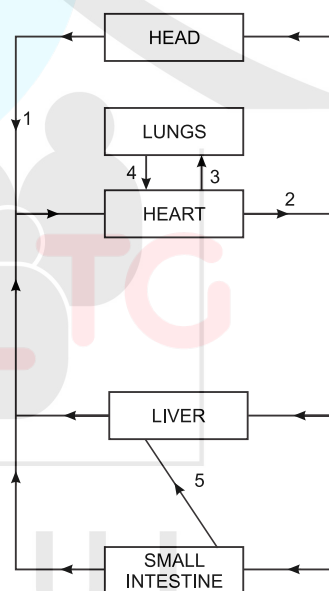 HEAD
1
LUNGS
4
3
HEART
2
LIVER
5
SMALL
INTESTINE